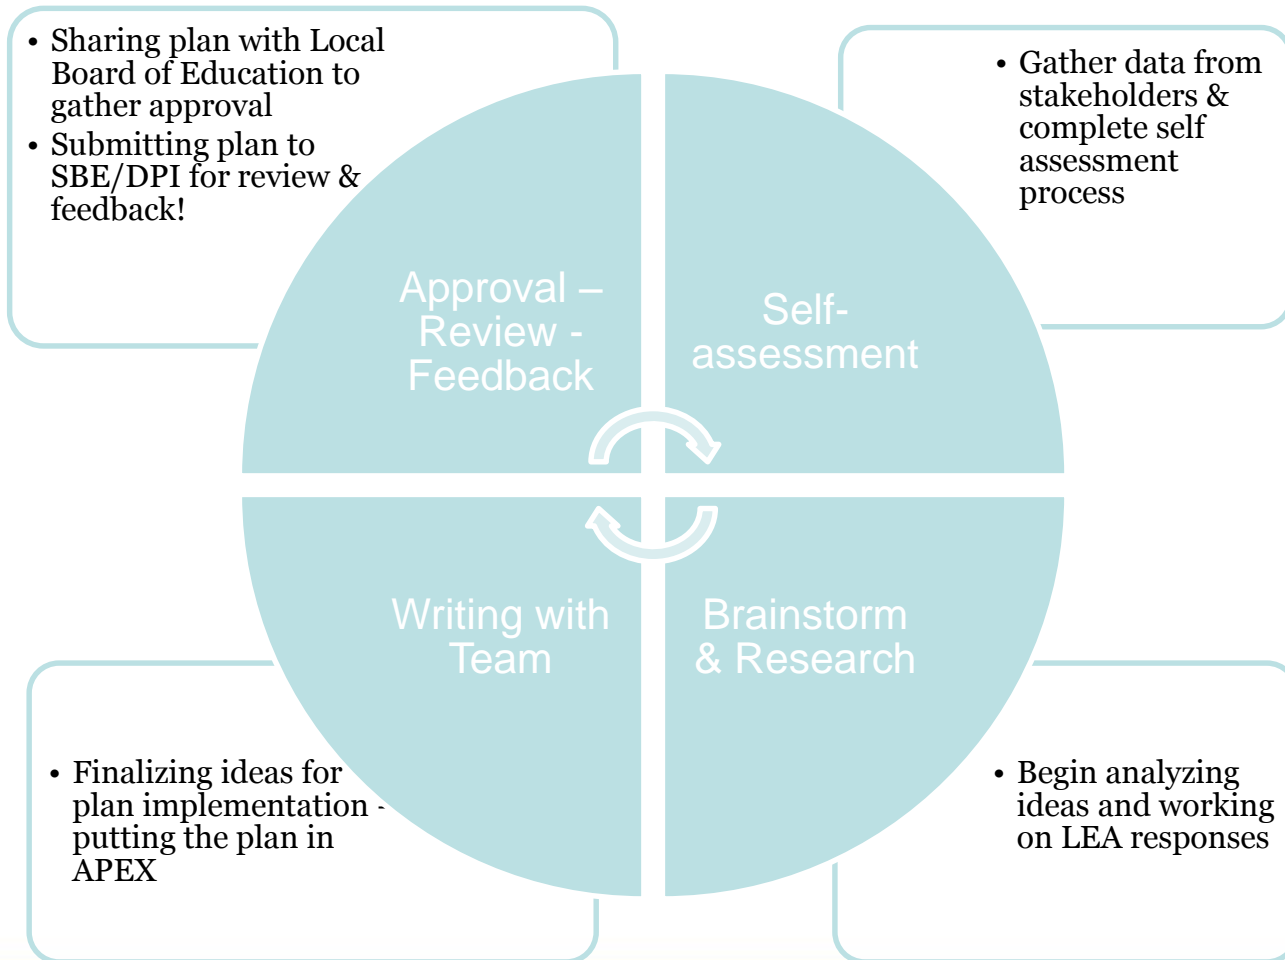 • Sharing plan with Local
Board of Education to
gather approval
• Submitting plan to
SBE/DPI for review &
feedback!
• Gather data from
stakeholders &
complete self
assessment
process
Approval –
Review -
Feedback
Self-
assessment
Writing with
Team
Brainstorm
& Research
• Finalizing ideas for
plan implementation -
putting the plan in
APEX
• Begin analyzing
ideas and working
on LEA responses